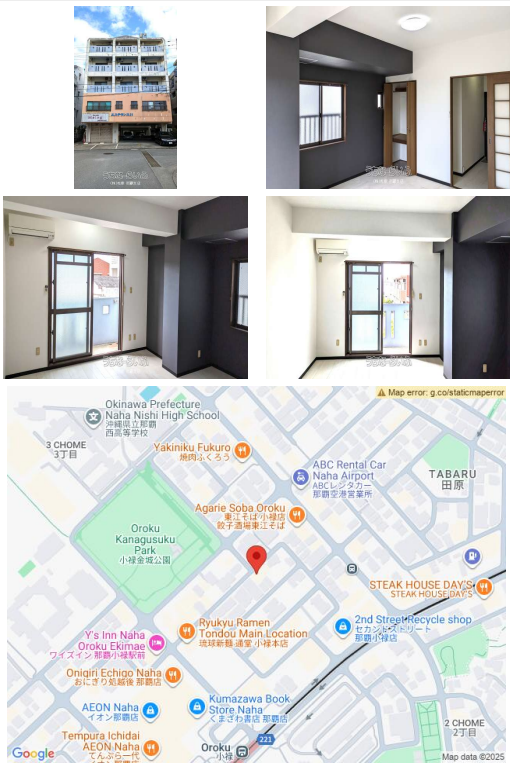 Map error: g.co/staticmaperror
Okinawa Prefecture
Naha Nishi High School
沖縄県立那覇
西高等学校
3 CHOME
3丁目
Yakiniku Fukuro
焼肉ふくろう
ABC Rental Car
Naha Airport
ABCレンタカー
那覇空港営業所
TABARU
田原
Agarie Soba Oroku
東江そば 小禄店
餃子酒場東江そば
Oroku
Kanagusuku
Park
小禄金城公園
STEAK HOUSE DAY'S
STEAK HOUSE DAY'S
2nd Street Recycle shop
セカンドストリート
那覇小禄店
Ryukyu Ramen
Tondou Main Location
琉球新麺 通堂 小禄本店
Y's Inn Naha
Oroku Ekimae
ワイズイン 那覇小禄駅前
Onigiri Echigo Naha
おにぎり処越後 那覇店
AEON Naha
イオン那覇店
Kumazawa Book
Store Naha
くまざわ書店 那覇店
Tempura Ichidai
AEON Naha
てんぷら一代
Oroku
小禄
221
2 CHOME
2丁目
Google
Map data ©2025